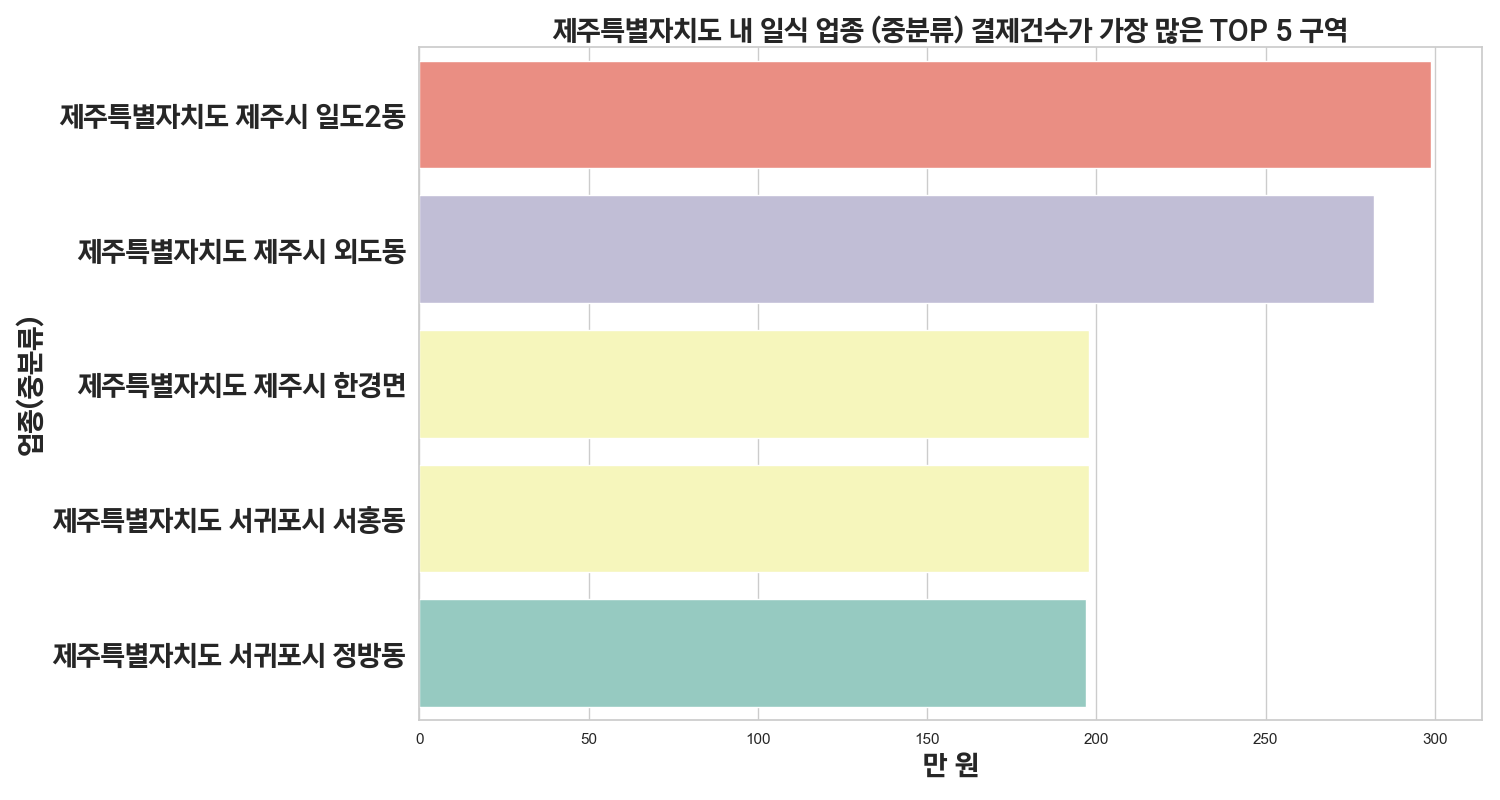 제주특별자치도 내 일식 업종 (중분류) 결제건수가 가장 많은 TOP 5 구역
제주특별자치도 제주시 일도2동
제주특별자치도 제주시 외도동
제주특별자치도 제주시 한경면
제주특별자치도 서귀포시 서홍동
제주특별자치도 서귀포시 정방동
업종(중분류)
0 50 100 150 200 250 300
만 원